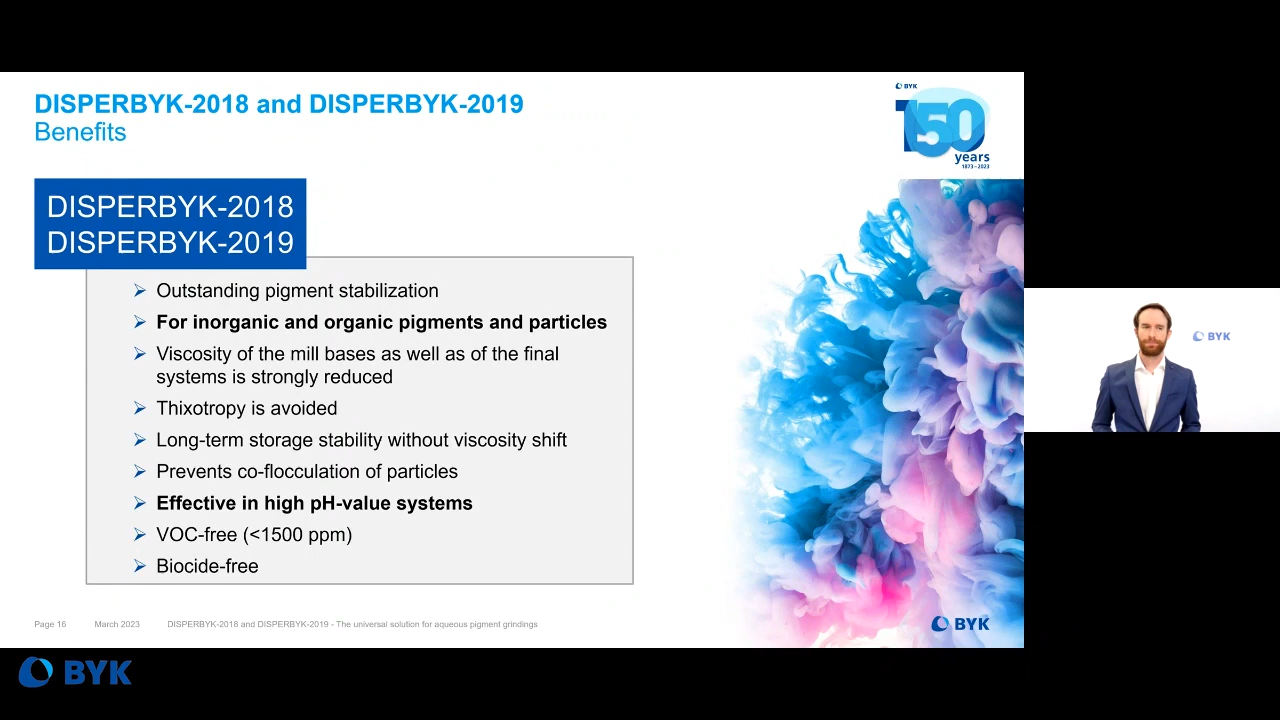 DISPERBYK-2018 and DISPERBYK-2019
Benefits
BYK
150
years
1873–2023
DISPERBYK-2018
DISPERBYK-2019
Outstanding pigment stabilization
For inorganic and organic pigments and particles
Viscosity of the mill bases as well as of the final
systems is strongly reduced
Thixotropy is avoided
Long-term storage stability without viscosity shift
Prevents co-flocculation of particles
Effective in high pH-value systems
VOC-free (<1500 ppm)
Biocide-free
BYK
Page 16 March 2023 DISPERBYK-2018 and DISPERBYK-2019 - The universal solution for aqueous pigment grindings
BYK
BYK